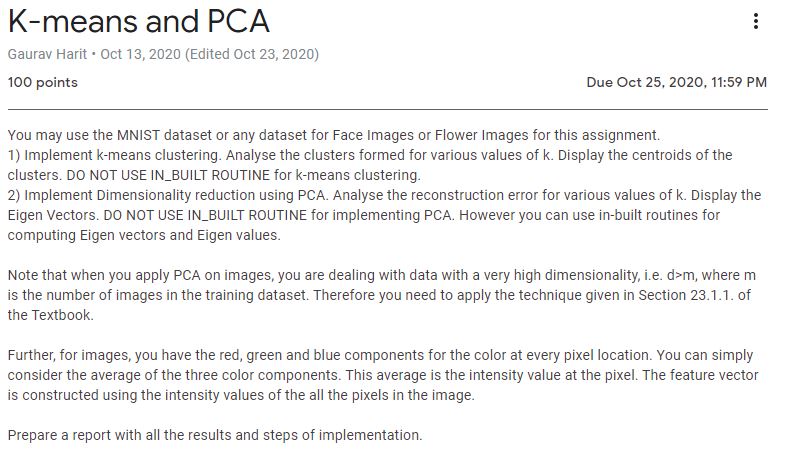 K-means and PCA
Gaurav Harit • Oct 13, 2020 (Edited Oct 23, 2020)
100 points
Due Oct 25, 2020, 11:59 PM
You may use the MNIST dataset or any dataset for Face Images or Flower Images for this assignment.
1) Implement k-means clustering. Analyse the clusters formed for various values of k. Display the centroids of the
clusters. DO NOT USE IN_BUILT ROUTINE for k-means clustering.
2) Implement Dimensionality reduction using PCA. Analyse the reconstruction error for various values of k. Display the
Eigen Vectors. DO NOT USE IN_BUILT ROUTINE for implementing PCA. However you can use in-built routines for
computing Eigen vectors and Eigen values.
Note that when you apply PCA on images, you are dealing with data with a very high dimensionality, i.e. d>m, where m
is the number of images in the training dataset. Therefore you need to apply the technique given in Section 23.1.1. of
the Textbook.
Further, for images, you have the red, green and blue components for the color at every pixel location. You can simply
consider the average of the three color components. This average is the intensity value at the pixel. The feature vector
is constructed using the intensity values of the all the pixels in the image.
Prepare a report with all the results and steps of implementation.